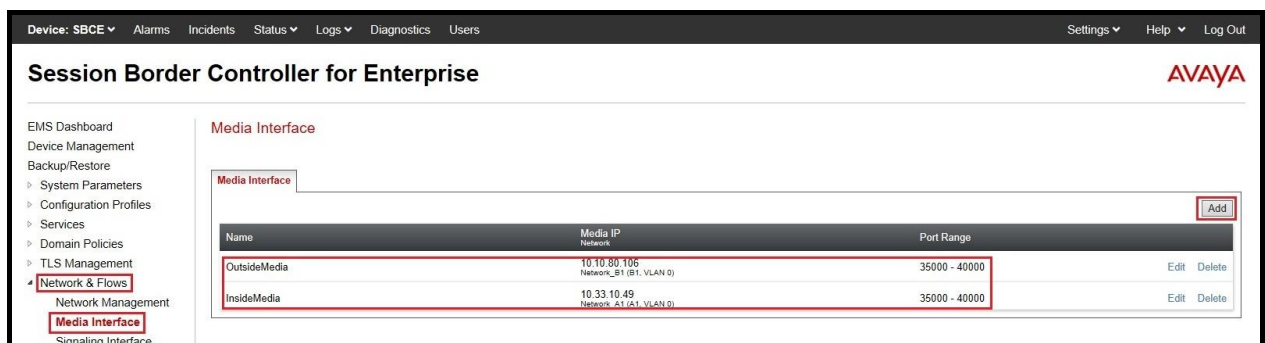 Device: SBCE Alarms Incidents Status Logs Diagnostics Users Settings Help Log Out
Session Border Controller for Enterprise
AVAYA
EMS Dashboard
Device Management
Backup/Restore
System Parameters
Configuration Profiles
Services
Domain Policies
TLS Management
Network & Flows
Network Management
Media Interface
Signaling Interface
Media Interface
Media Interface
Add
Name Media IP Port Range
Network
OutsideMedia 10.10.80.106 35000 - 40000 Edit Delete
Network_B1 (B1, VLAN 0)
InsideMedia 10.33.10.49 35000 - 40000 Edit Delete
Network_A1 (A1, VLAN 0)